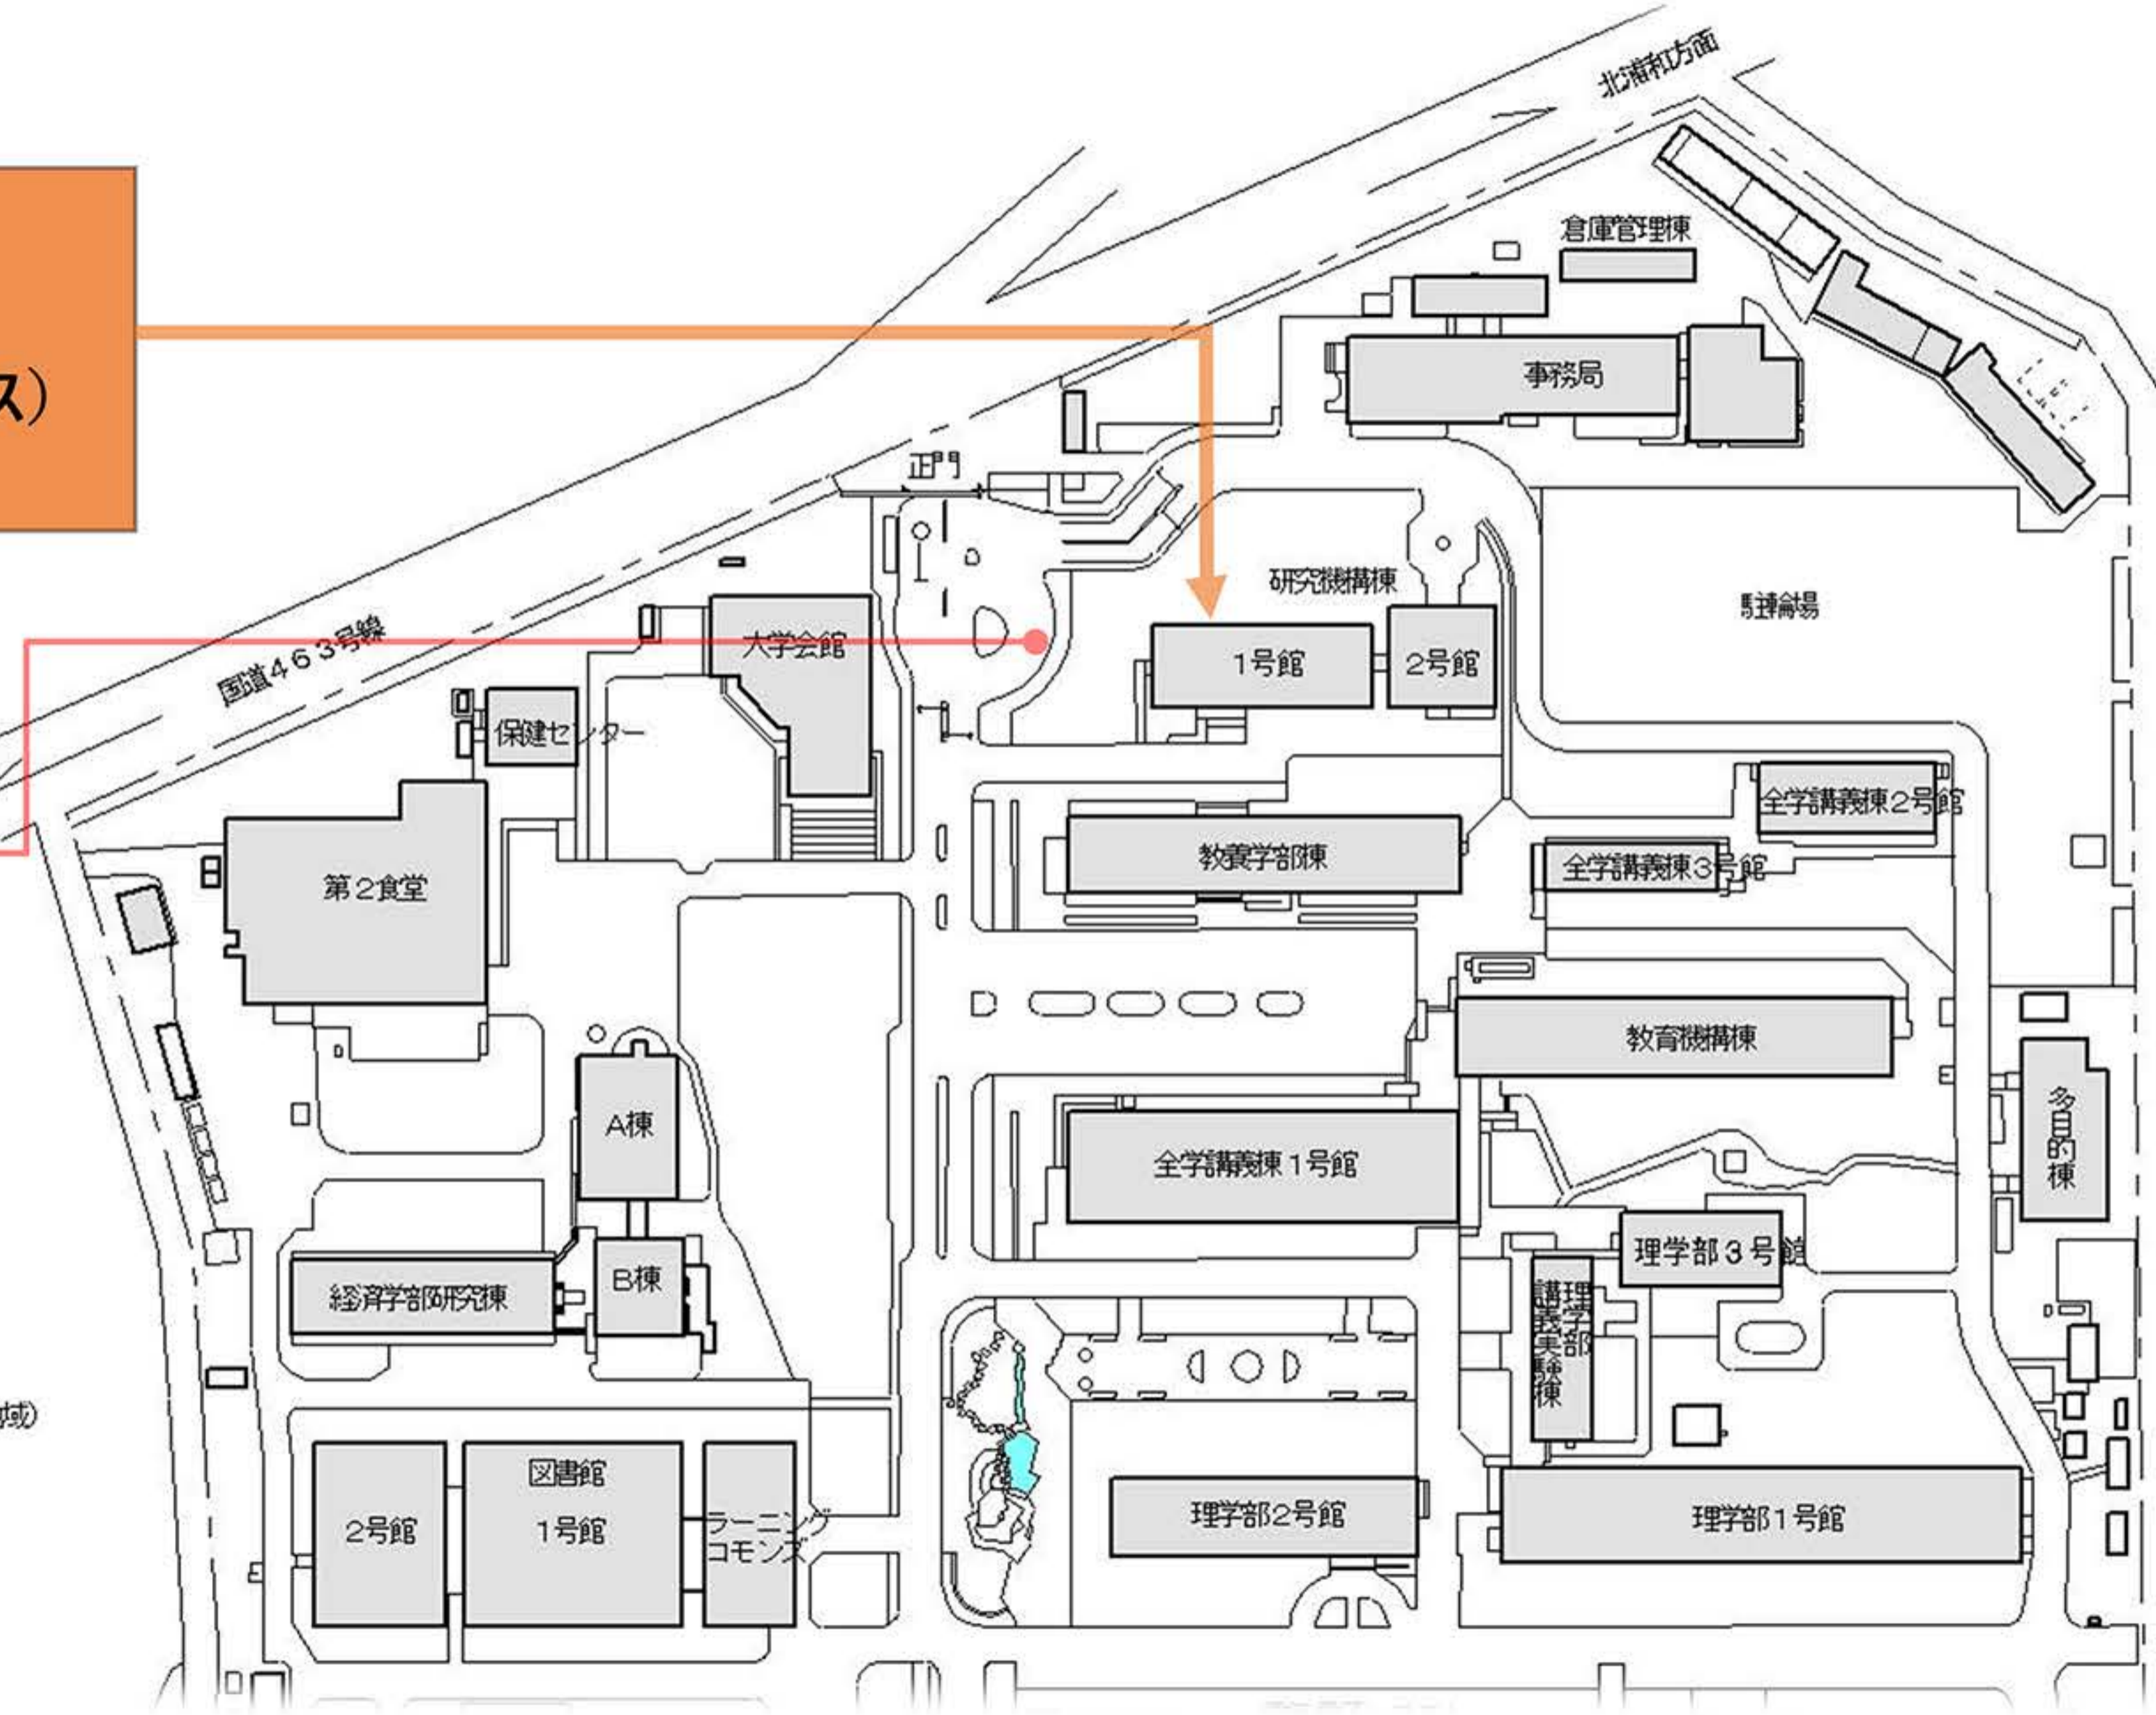 北浦和方面
倉庫管理棟
ス)
事務局
正門
研究機構棟
駐輪場
国道463号線
大学会館
1号館
2号館
保健センター
全学講義棟2号館
教養学部棟
全学講義棟3号館
第2食堂
教育機構棟
多目的棟
A棟
全学講義棟1号館
理学部3号館
B棟
経済学部研究棟
理学部
講義実験棟
域)
図書館
2号館
1号館
ラーニング
コモンズ
理学部2号館
理学部1号館